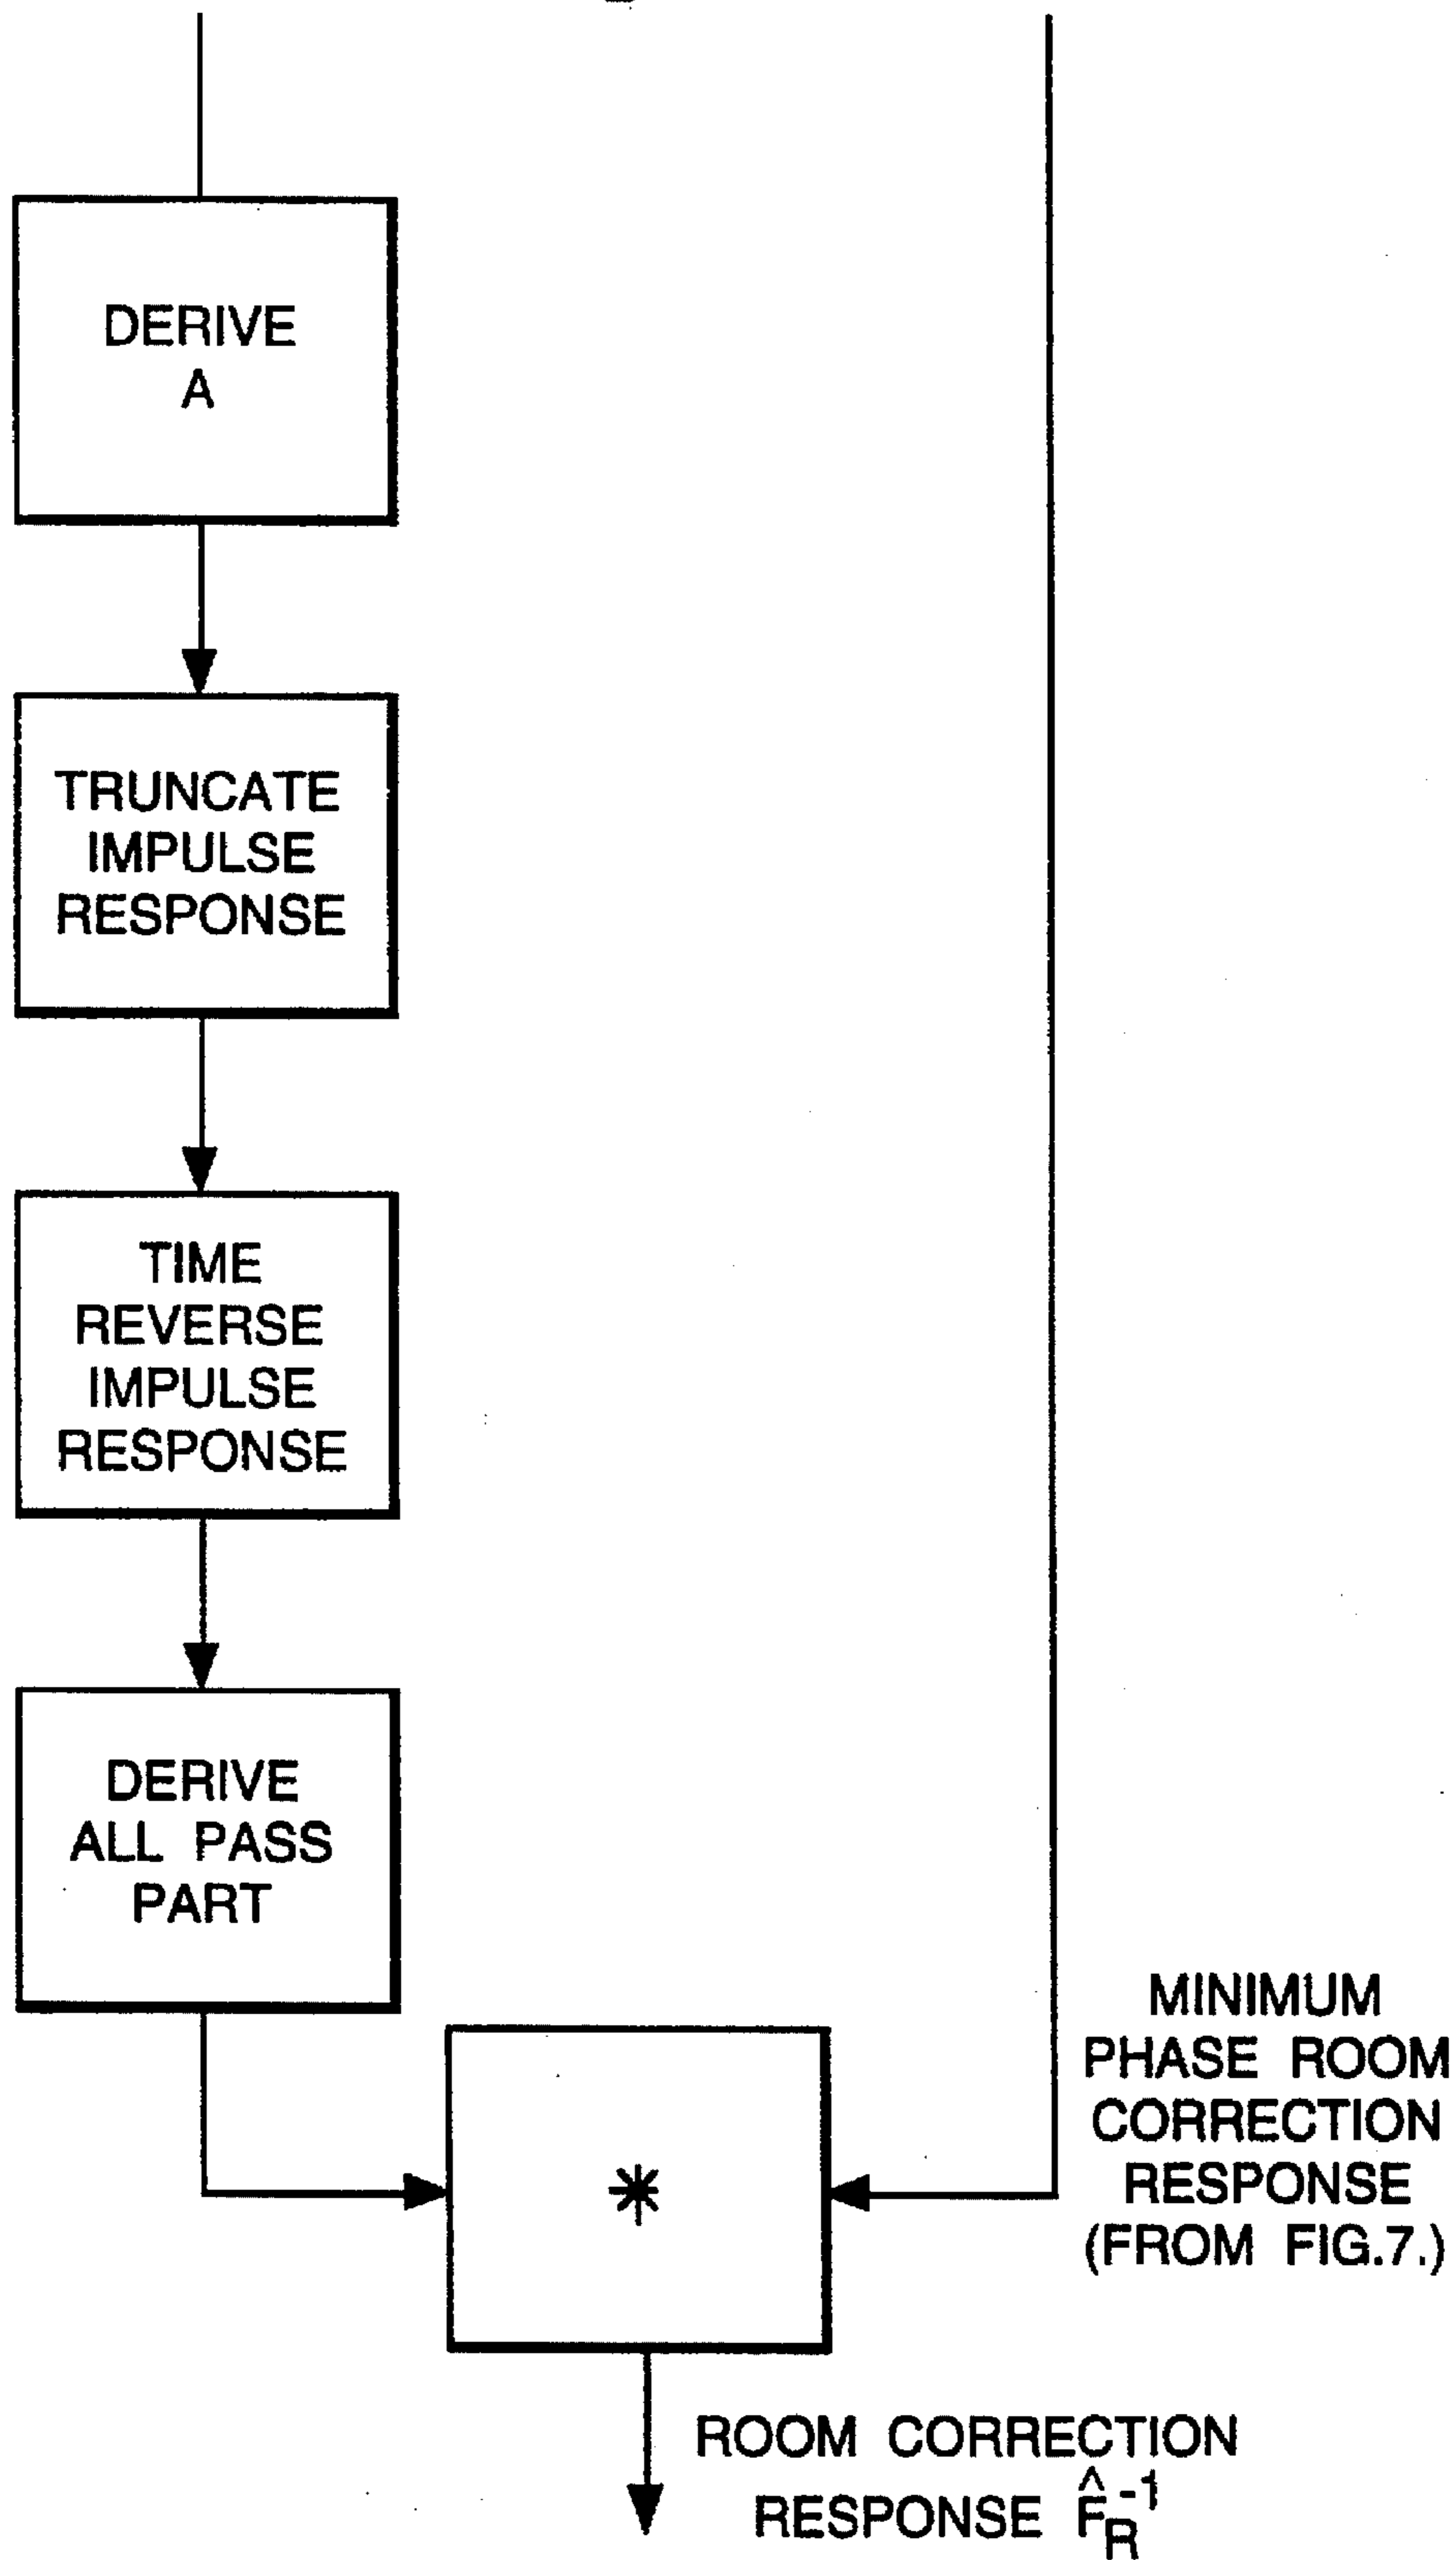 DERIVE
A
TRUNCATE
IMPULSE
RESPONSE
TIME
REVERSE
IMPULSE
RESPONSE
DERIVE
ALL PASS
PART
MINIMUM
PHASE ROOM
CORRECTION
RESPONSE
(FROM FIG.7.)
*
ROOM CORRECTION
RESPONSE F̂_R^-1